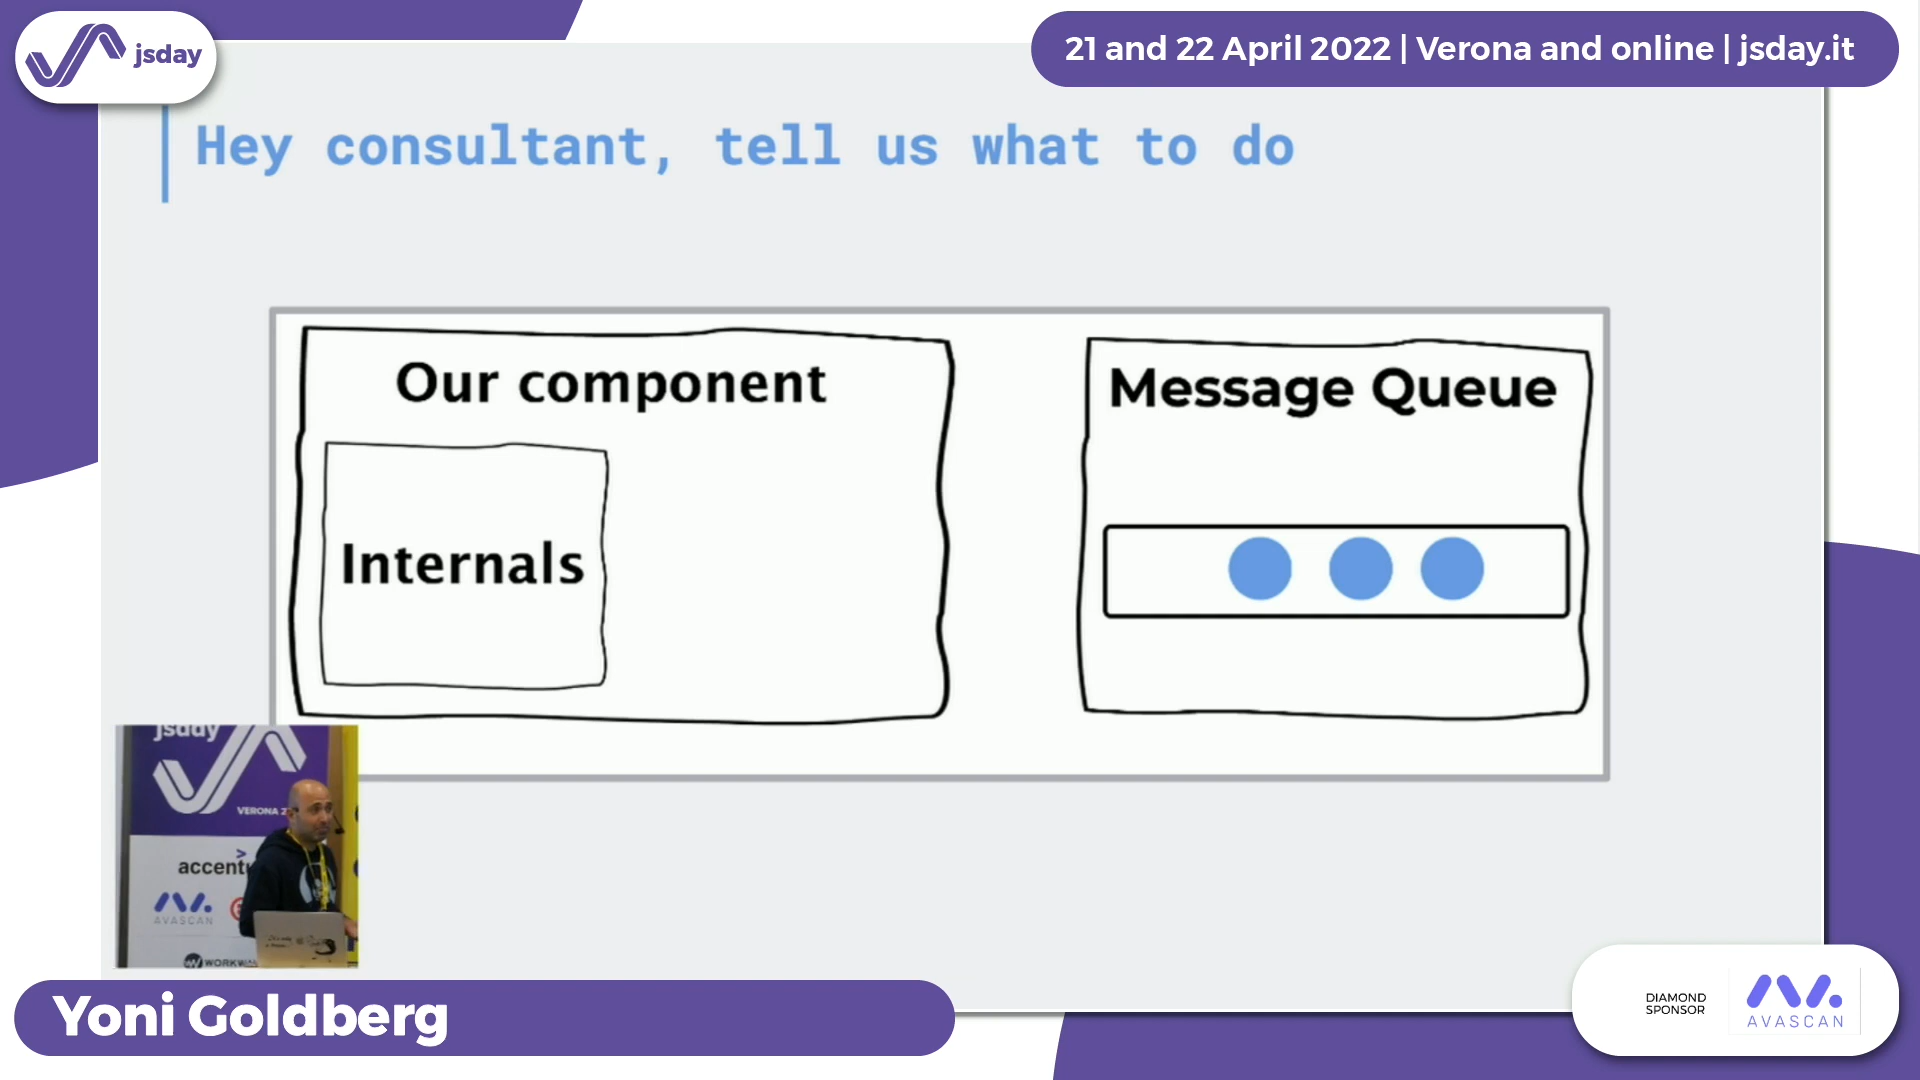 jsday
21 and 22 April 2022 | Verona and online | jsday.it
Hey consultant, tell us what to do
Our component
Message Queue
Internals
jsday
VERONA
accent
AVASCAN
WORKW
Yoni Goldberg
DIAMOND
SPONSOR
AVASCAN